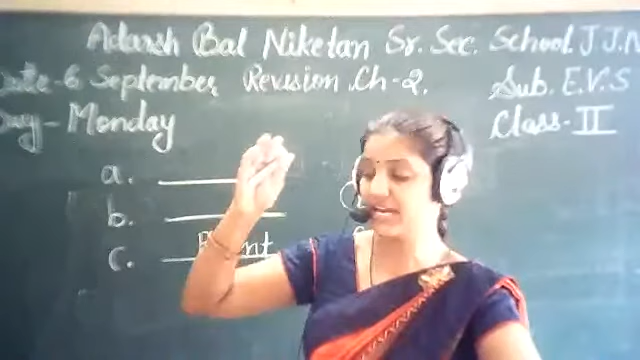 Adarsh Bal Niketan Sr. Sec. School. J.J.N
Date-6 September Revision Ch-2. Sub. E.V.S
Day-Monday Class-II
a.
b.
c.